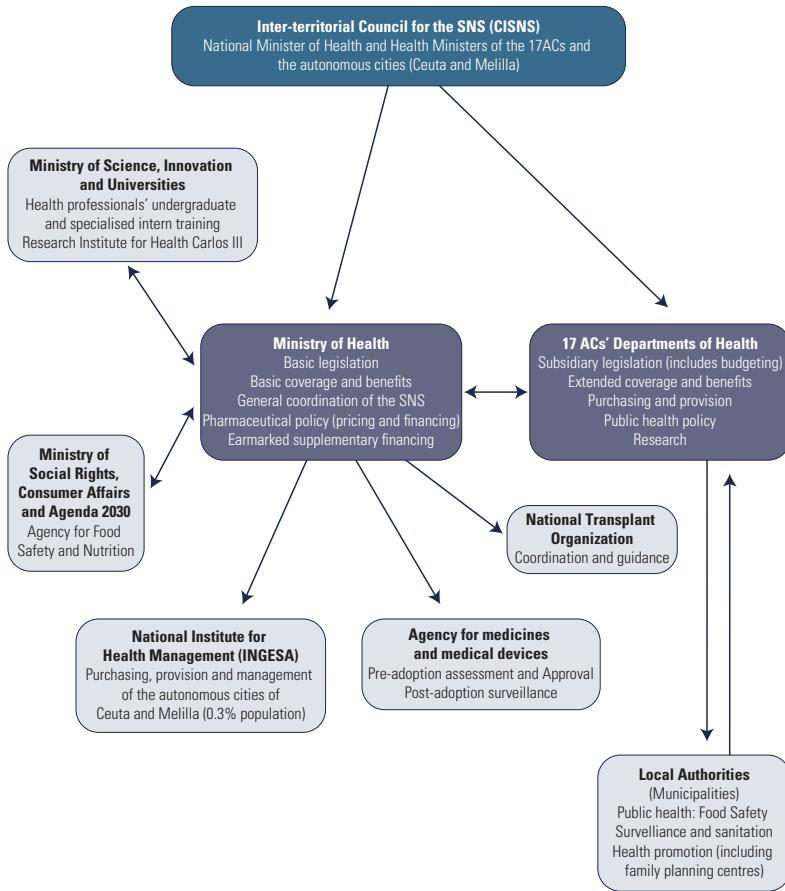 Inter-territorial Council for the SNS (CISNS)
National Minister of Health and Health Ministers of the 17ACs and
the autonomous cities (Ceuta and Melilla)
Ministry of Science, Innovation
and Universities
Health professionals’ undergraduate
and specialised intern training
Research Institute for Health Carlos III
Ministry of Health
Basic legislation
Basic coverage and benefits
General coordination of the SNS
Pharmaceutical policy (pricing and financing)
Earmarked supplementary financing
17 ACs’ Departments of Health
Subsidiary legislation (includes budgeting)
Extended coverage and benefits
Purchasing and provision
Public health policy
Research
Ministry of
Social Rights,
Consumer Affairs
and Agenda 2030
Agency for Food
Safety and Nutrition
National Transplant
Organization
Coordination and guidance
National Institute for
Health Management (INGESA)
Purchasing, provision and management
of the autonomous cities of
Ceuta and Melilla (0.3% population)
Agency for medicines
and medical devices
Pre-adoption assessment and Approval
Post-adoption surveillance
Local Authorities
(Municipalities)
Public health: Food Safety
Survelliance and sanitation
Health promotion (including
family planning centres)